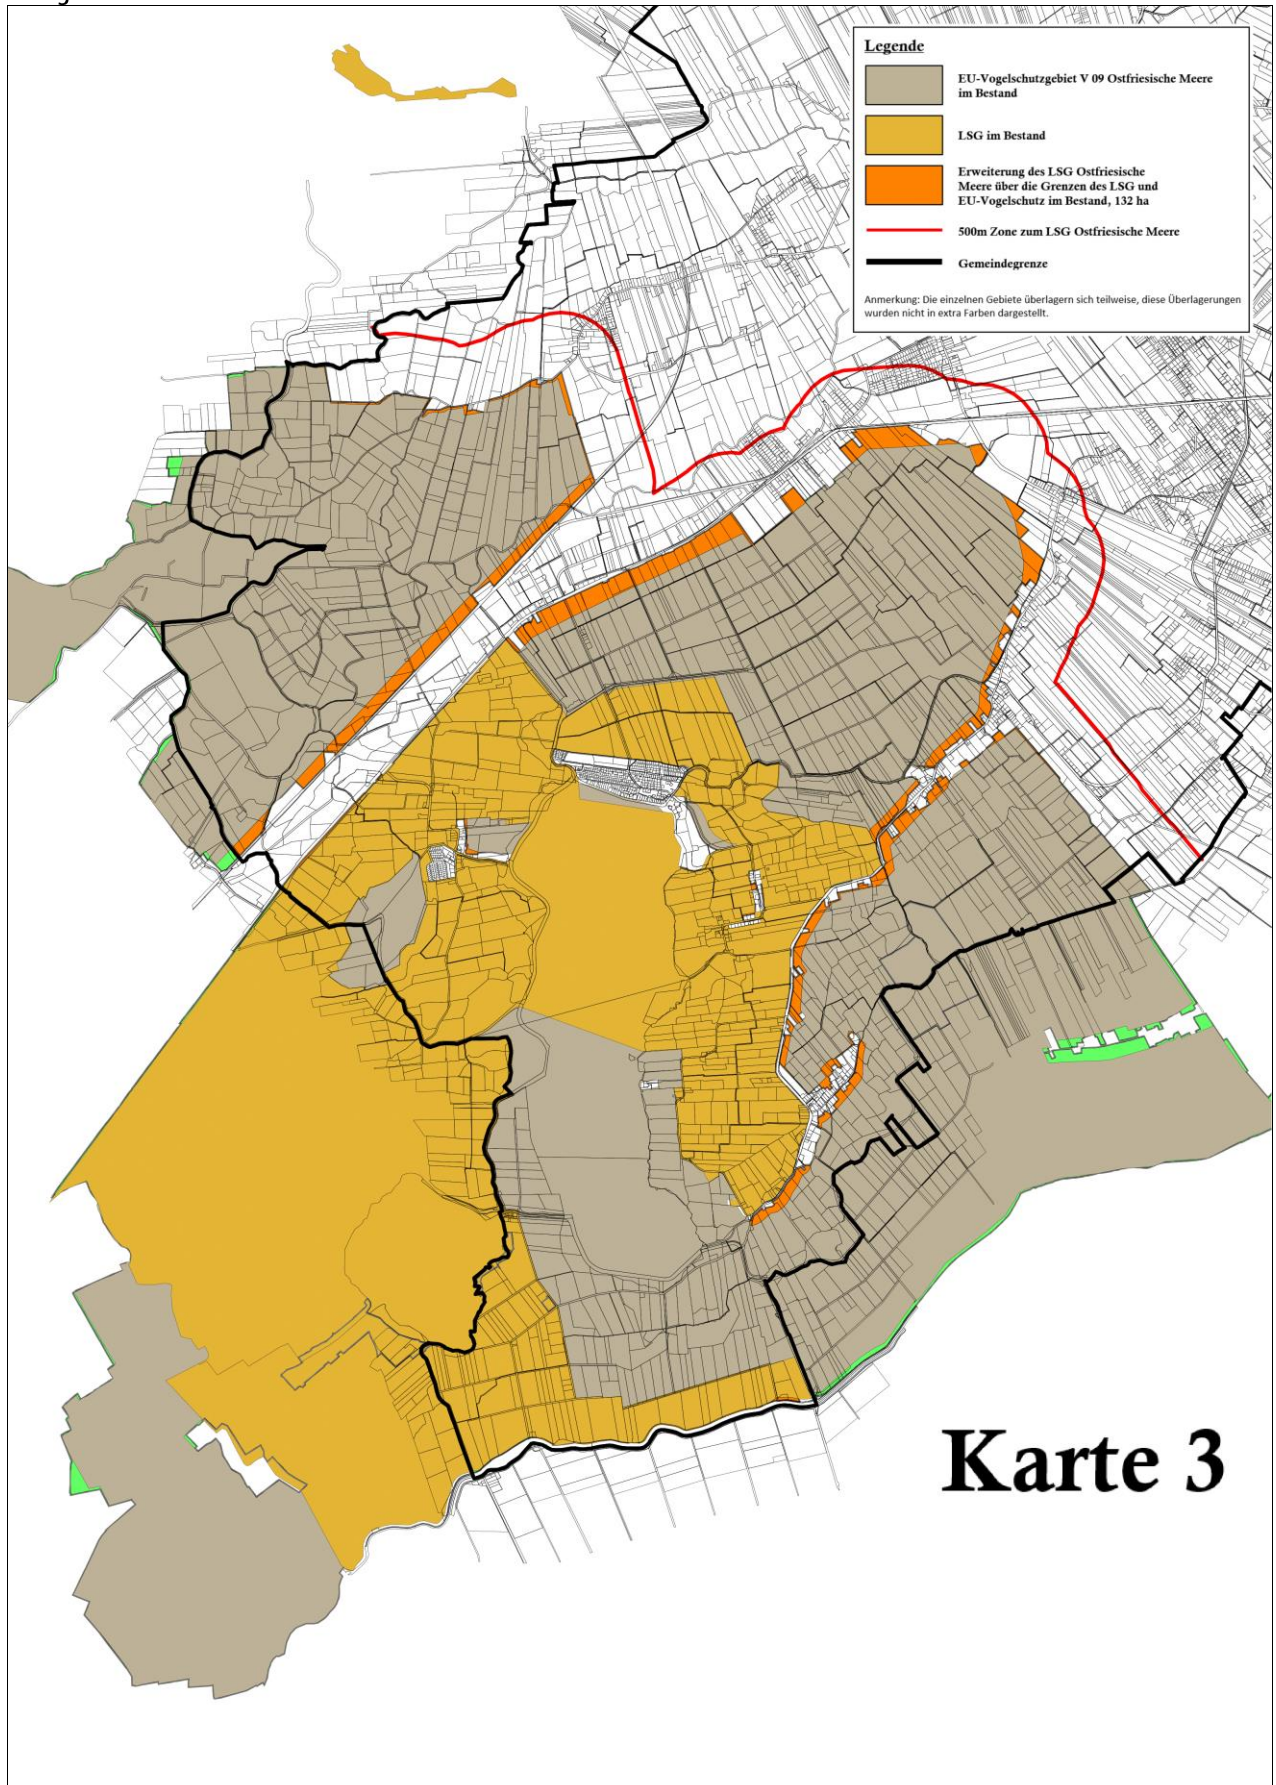 Legende
EU-Vogelschutzgebiet V 09 Ostfriesische Meere
im Bestand
LSG im Bestand
Erweiterung des LSG Ostfriesische
Meere über die Grenzen des LSG und
EU-Vogelschutz im Bestand, 132 ha
500m Zone zum LSG Ostfriesische Meere
Gemeindegrenze
Anmerkung: Die einzelnen Gebiete überlagern sich teilweise, diese Überlagerungen
wurden nicht in extra Farben dargestellt.
Karte 3